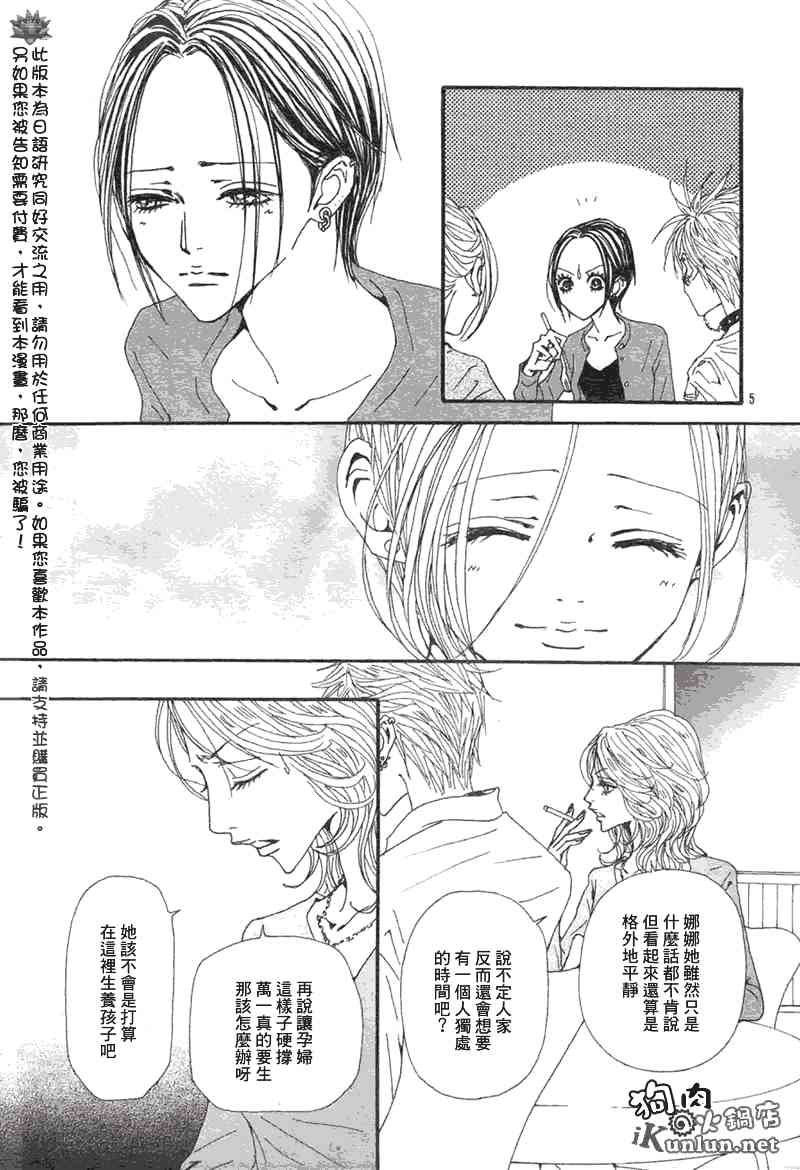 此版本為日語研究同好交流之用，請勿用於任何商業用途。如果您喜歡本作品，請支持並購買正版。
另如果您被告知需要付費，才能看到本漫畫，那麼，您被騙了！
5
娜娜她雖然只是
什麼話都不肯說
但看起來還算是
格外地平靜
說不定人家
反而還會想要
有一個人獨處
的時間吧？
再說讓孕婦
這樣子硬撐
萬一真的要生
那該怎麼辦呀
她該不會是打算
在這裡生養孩子吧
狗肉
火鍋店
iKunlun.net